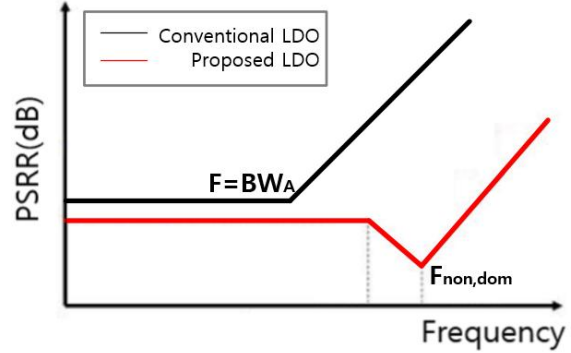 Conventional LDO
Proposed LDO
PSRR(dB)
F=BWA
Fnon,dom
Frequency